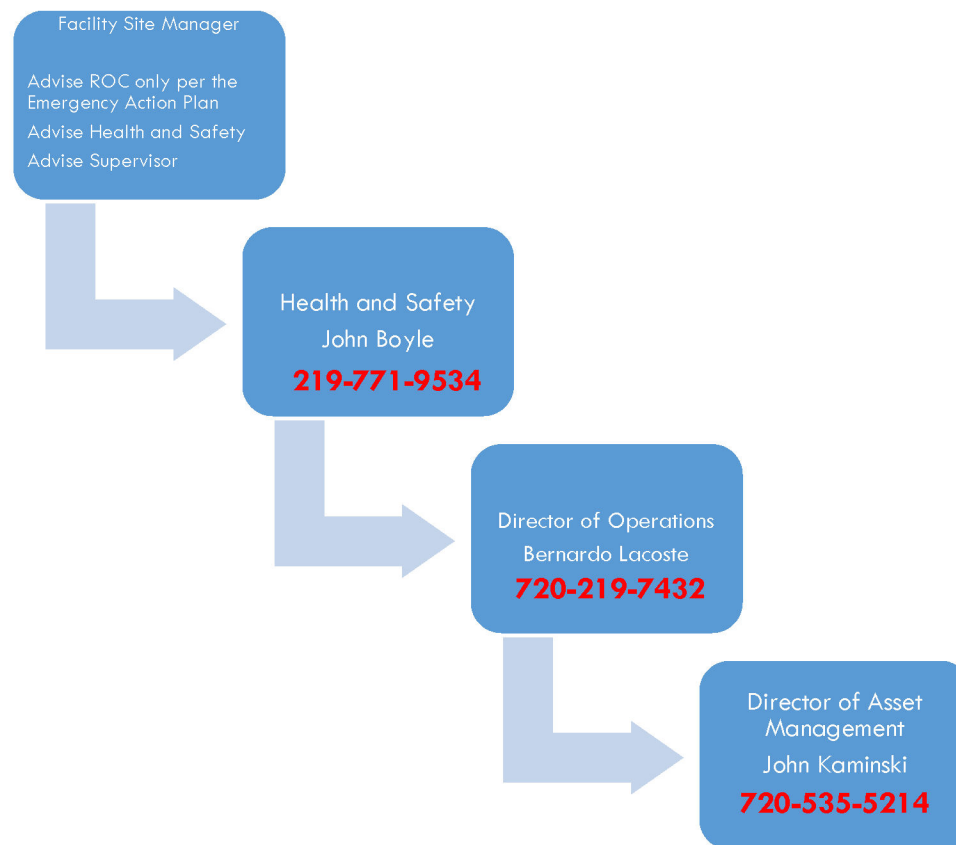 Facility Site Manager
Advise ROC only per the
Emergency Action Plan
Advise Health and Safety
Advise Supervisor
Health and Safety
John Boyle
219-771-9534
Director of Operations
Bernardo Lacoste
720-219-7432
Director of Asset
Management
John Kaminski
720-535-5214